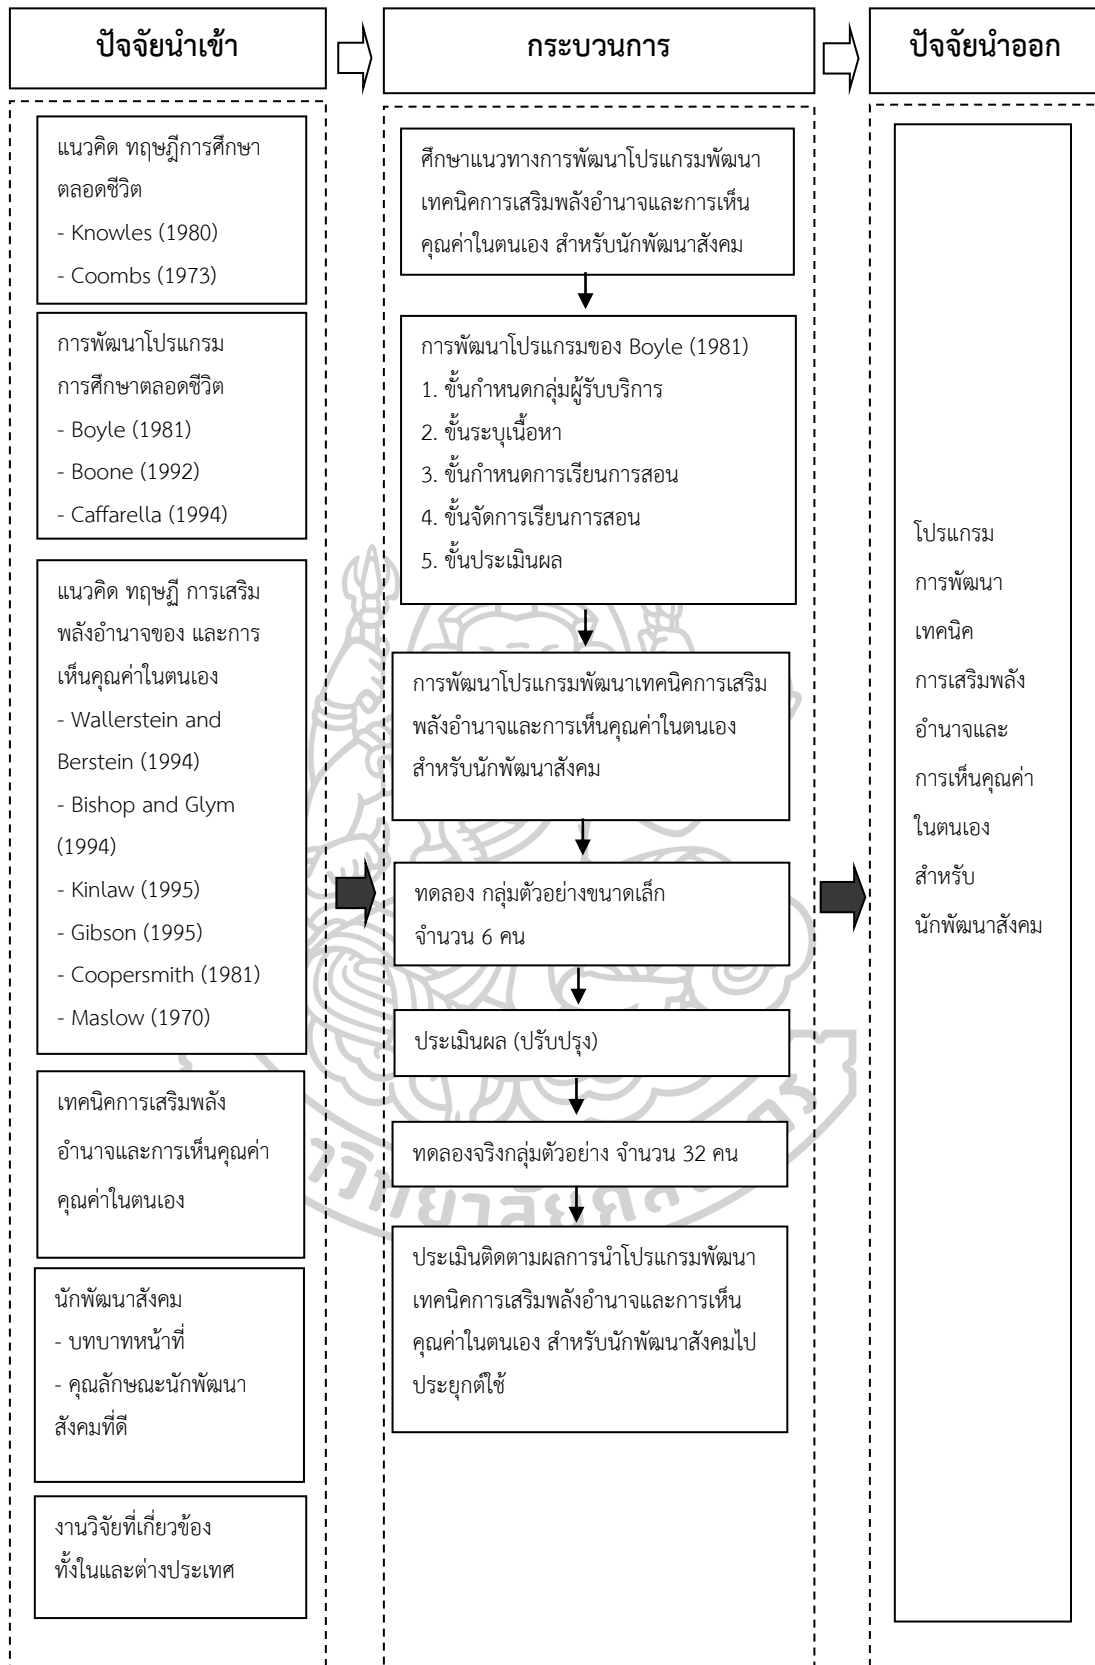 ปัจจัยนำเข้า
กระบวนการ
ปัจจัยนำออก
แนวคิด ทฤษฎีการศึกษา
ตลอดชีวิต
- Knowles (1980)
- Coombs (1973)
การพัฒนาโปรแกรม
การศึกษาตลอดชีวิต
- Boyle (1981)
- Boone (1992)
- Caffarella (1994)
แนวคิด ทฤษฏี การเสริม
พลังอำนาจของ และการ
เห็นคุณค่าในตนเอง
- Wallerstein and
Berstein (1994)
- Bishop and Glym
(1994)
- Kinlaw (1995)
- Gibson (1995)
- Coopersmith (1981)
- Maslow (1970)
เทคนิคการเสริมพลัง
อำนาจและการเห็นคุณค่า
คุณค่าในตนเอง
นักพัฒนาสังคม
- บทบาทหน้าที่
- คุณลักษณะนักพัฒนา
สังคมที่ดี
งานวิจัยที่เกี่ยวข้อง
ทั้งในและต่างประเทศ
ศึกษาแนวทางการพัฒนาโปรแกรมพัฒนา
เทคนิคการเสริมพลังอำนาจและการเห็น
คุณค่าในตนเอง สำหรับนักพัฒนาสังคม
การพัฒนาโปรแกรมของ Boyle (1981)
1. ขั้นกำหนดกลุ่มผู้รับบริการ
2. ขั้นระบุเนื้อหา
3. ขั้นกำหนดการเรียนการสอน
4. ขั้นจัดการเรียนการสอน
5. ขั้นประเมินผล
การพัฒนาโปรแกรมพัฒนาเทคนิคการเสริม
พลังอำนาจและการเห็นคุณค่าในตนเอง
สำหรับนักพัฒนาสังคม
ทดลอง กลุ่มตัวอย่างขนาดเล็ก
จำนวน 6 คน
ประเมินผล (ปรับปรุง)
ทดลองจริงกลุ่มตัวอย่าง จำนวน 32 คน
ประเมินติดตามผลการนำโปรแกรมพัฒนา
เทคนิคการเสริมพลังอำนาจและการเห็น
คุณค่าในตนเอง สำหรับนักพัฒนาสังคมไป
ประยุกต์ใช้
โปรแกรม
การพัฒนา
เทคนิค
การเสริมพลัง
อำนาจและ
การเห็นคุณค่า
ในตนเอง
สำหรับ
นักพัฒนาสังคม